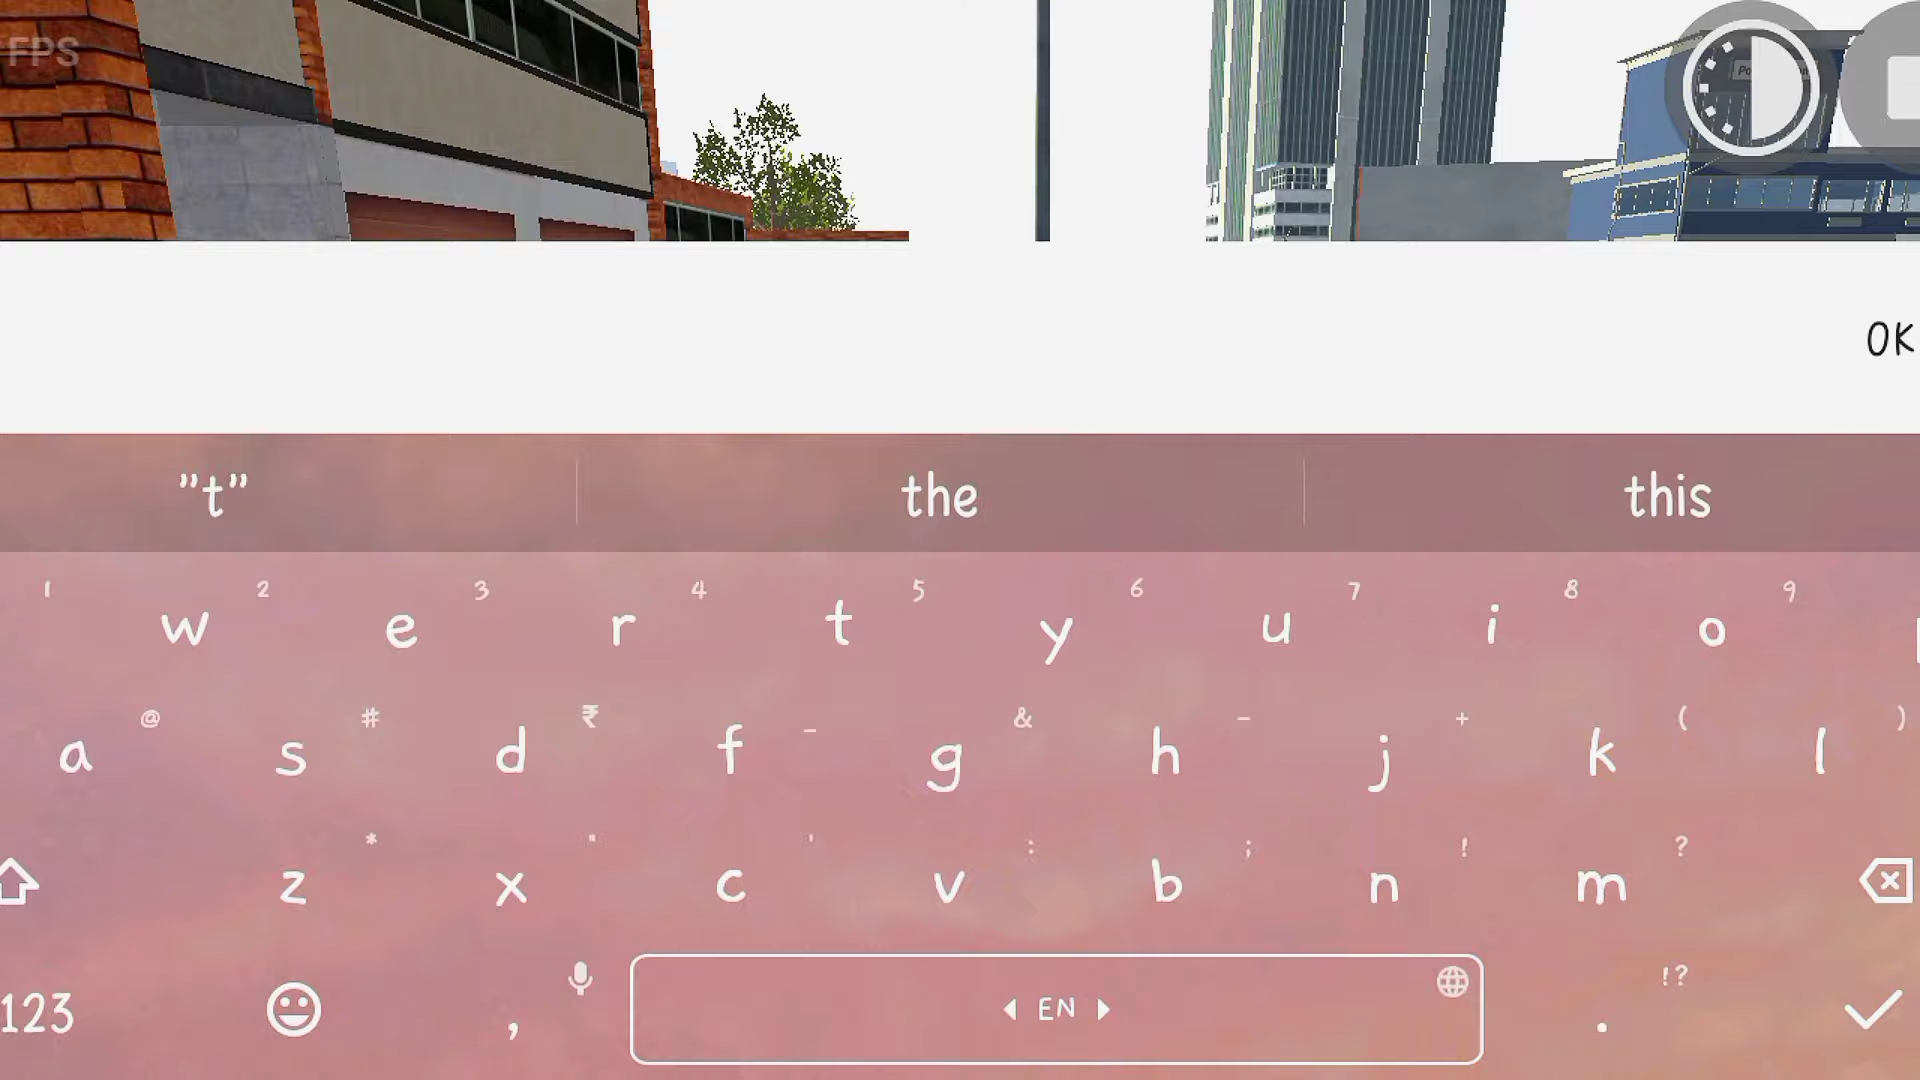 FPS
OK
"t" the this
1 2 3 4 5 6 7 8 9
w e r t y u i o
@ # ₹ _ & - + ( )
a s d f g h j k l
* " ' : ; ! ?
z x c v b n m
!?
123 , EN .